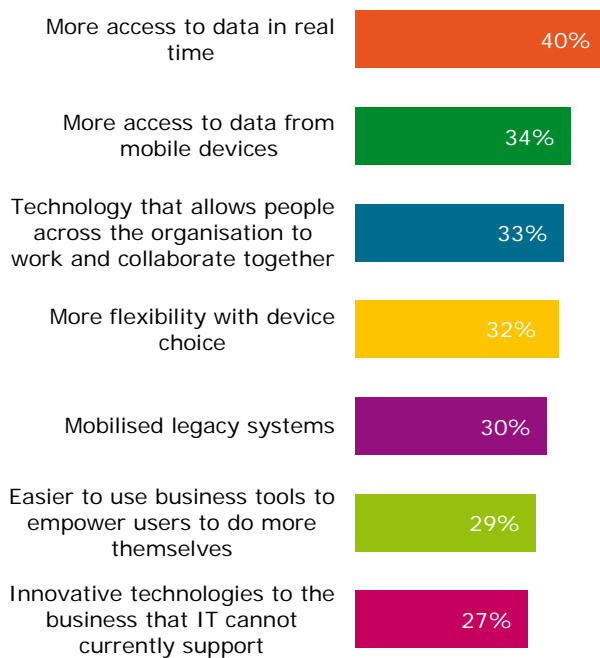 More access to data in real
time
40%
More access to data from
mobile devices
34%
Technology that allows people
across the organisation to
work and collaborate together
33%
More flexibility with device
choice
32%
Mobilised legacy systems
30%
Easier to use business tools to
empower users to do more
themselves
29%
Innovative technologies to the
business that IT cannot
currently support
27%